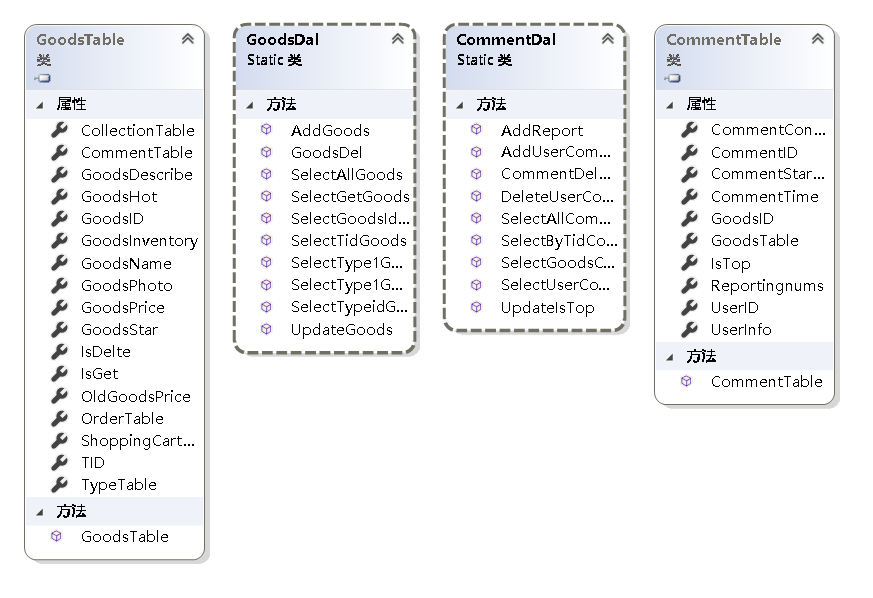 GoodsTable
类
属性
CollectionTable
CommentTable
GoodsDescribe
GoodsHot
GoodsID
GoodsInventory
GoodsName
GoodsPhoto
GoodsPrice
GoodsStar
IsDelte
IsGet
OldGoodsPrice
OrderTable
ShoppingCart...
TID
TypeTable
方法
GoodsTable
GoodsDal
Static 类
方法
AddGoods
GoodsDel
SelectAllGoods
SelectGetGoods
SelectGoodsId...
SelectTidGoods
SelectType1G...
SelectType1G...
SelectTypeidG...
UpdateGoods
CommentDal
Static 类
方法
AddReport
AddUserCom...
CommentDel...
DeleteUserCo...
SelectAllCom...
SelectByTidCo...
SelectGoodsC...
SelectUserCo...
UpdateIsTop
CommentTable
类
属性
CommentCon...
CommentID
CommentStar...
CommentTime
GoodsID
GoodsTable
IsTop
Reportingnums
UserID
UserInfo
方法
CommentTable